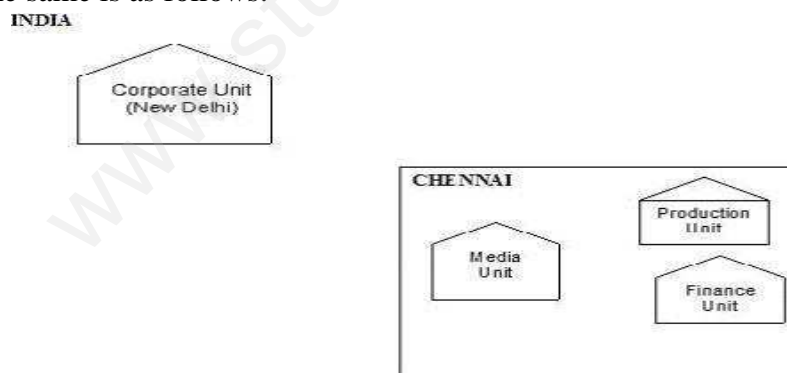 INDIA
Corporate Unit
(New Delhi)
CHENNAI
Production
Unit
Media
Unit
Finance
Unit